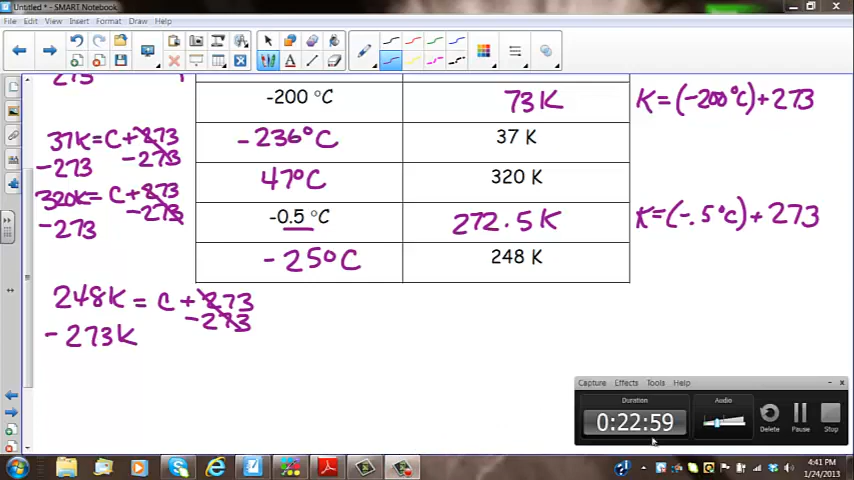 Untitled * - SMART Notebook
File Edit View Insert Format Draw Help
273
-200 °C 73 K K = (-200°C) + 273
37K = C + 273
-273 -273
-236°C 37 K
320K = C + 273
-273 -273
47°C 320 K
-0.5 °C 272.5 K K = (-.5°C) + 273
-25°C 248 K
248K = C + 273
-273K -273
Capture Effects Tools Help
Duration Audio
0:22:59
Delete Pause Stop
4:41 PM
1/24/2013